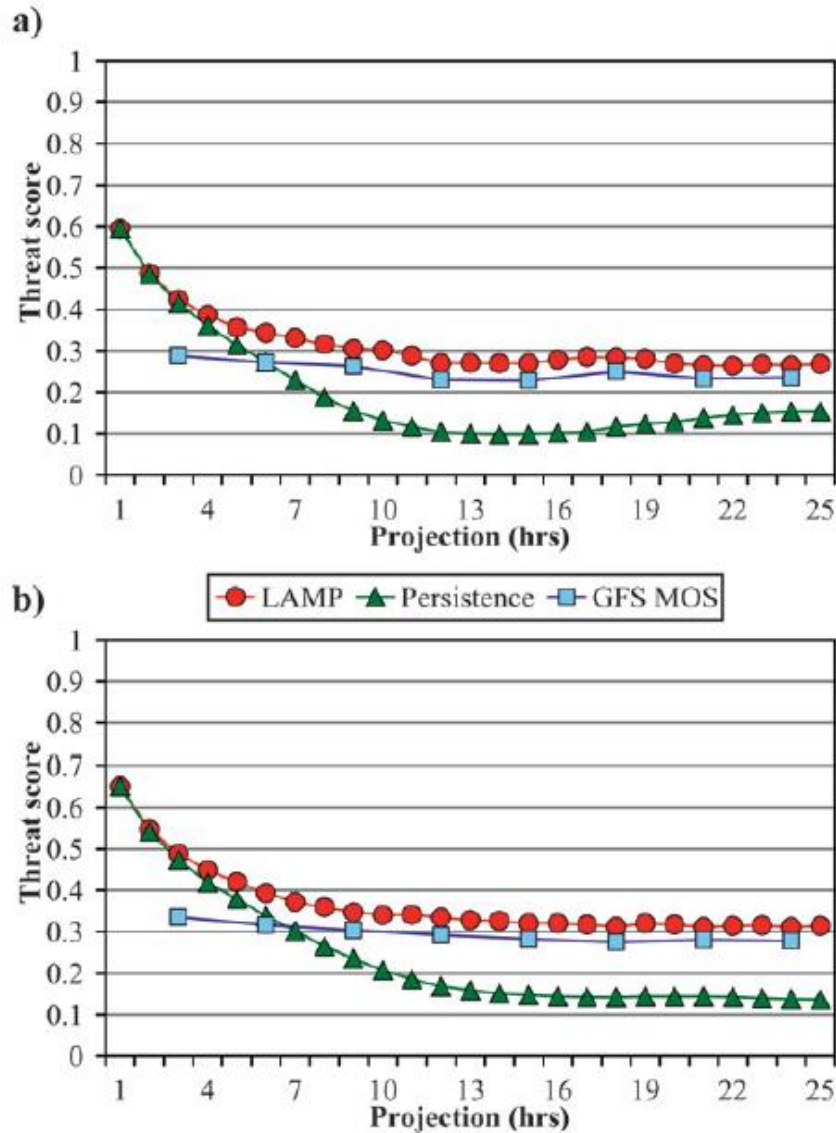 a)
1
0.9
0.8
0.7
0.6
0.5
0.4
0.3
0.2
0.1
0
Threat score
1 4 7 10 13 16 19 22 25
Projection (hrs)
LAMP Persistence GFS MOS
b)
1
0.9
0.8
0.7
0.6
0.5
0.4
0.3
0.2
0.1
0
Threat score
1 4 7 10 13 16 19 22 25
Projection (hrs)